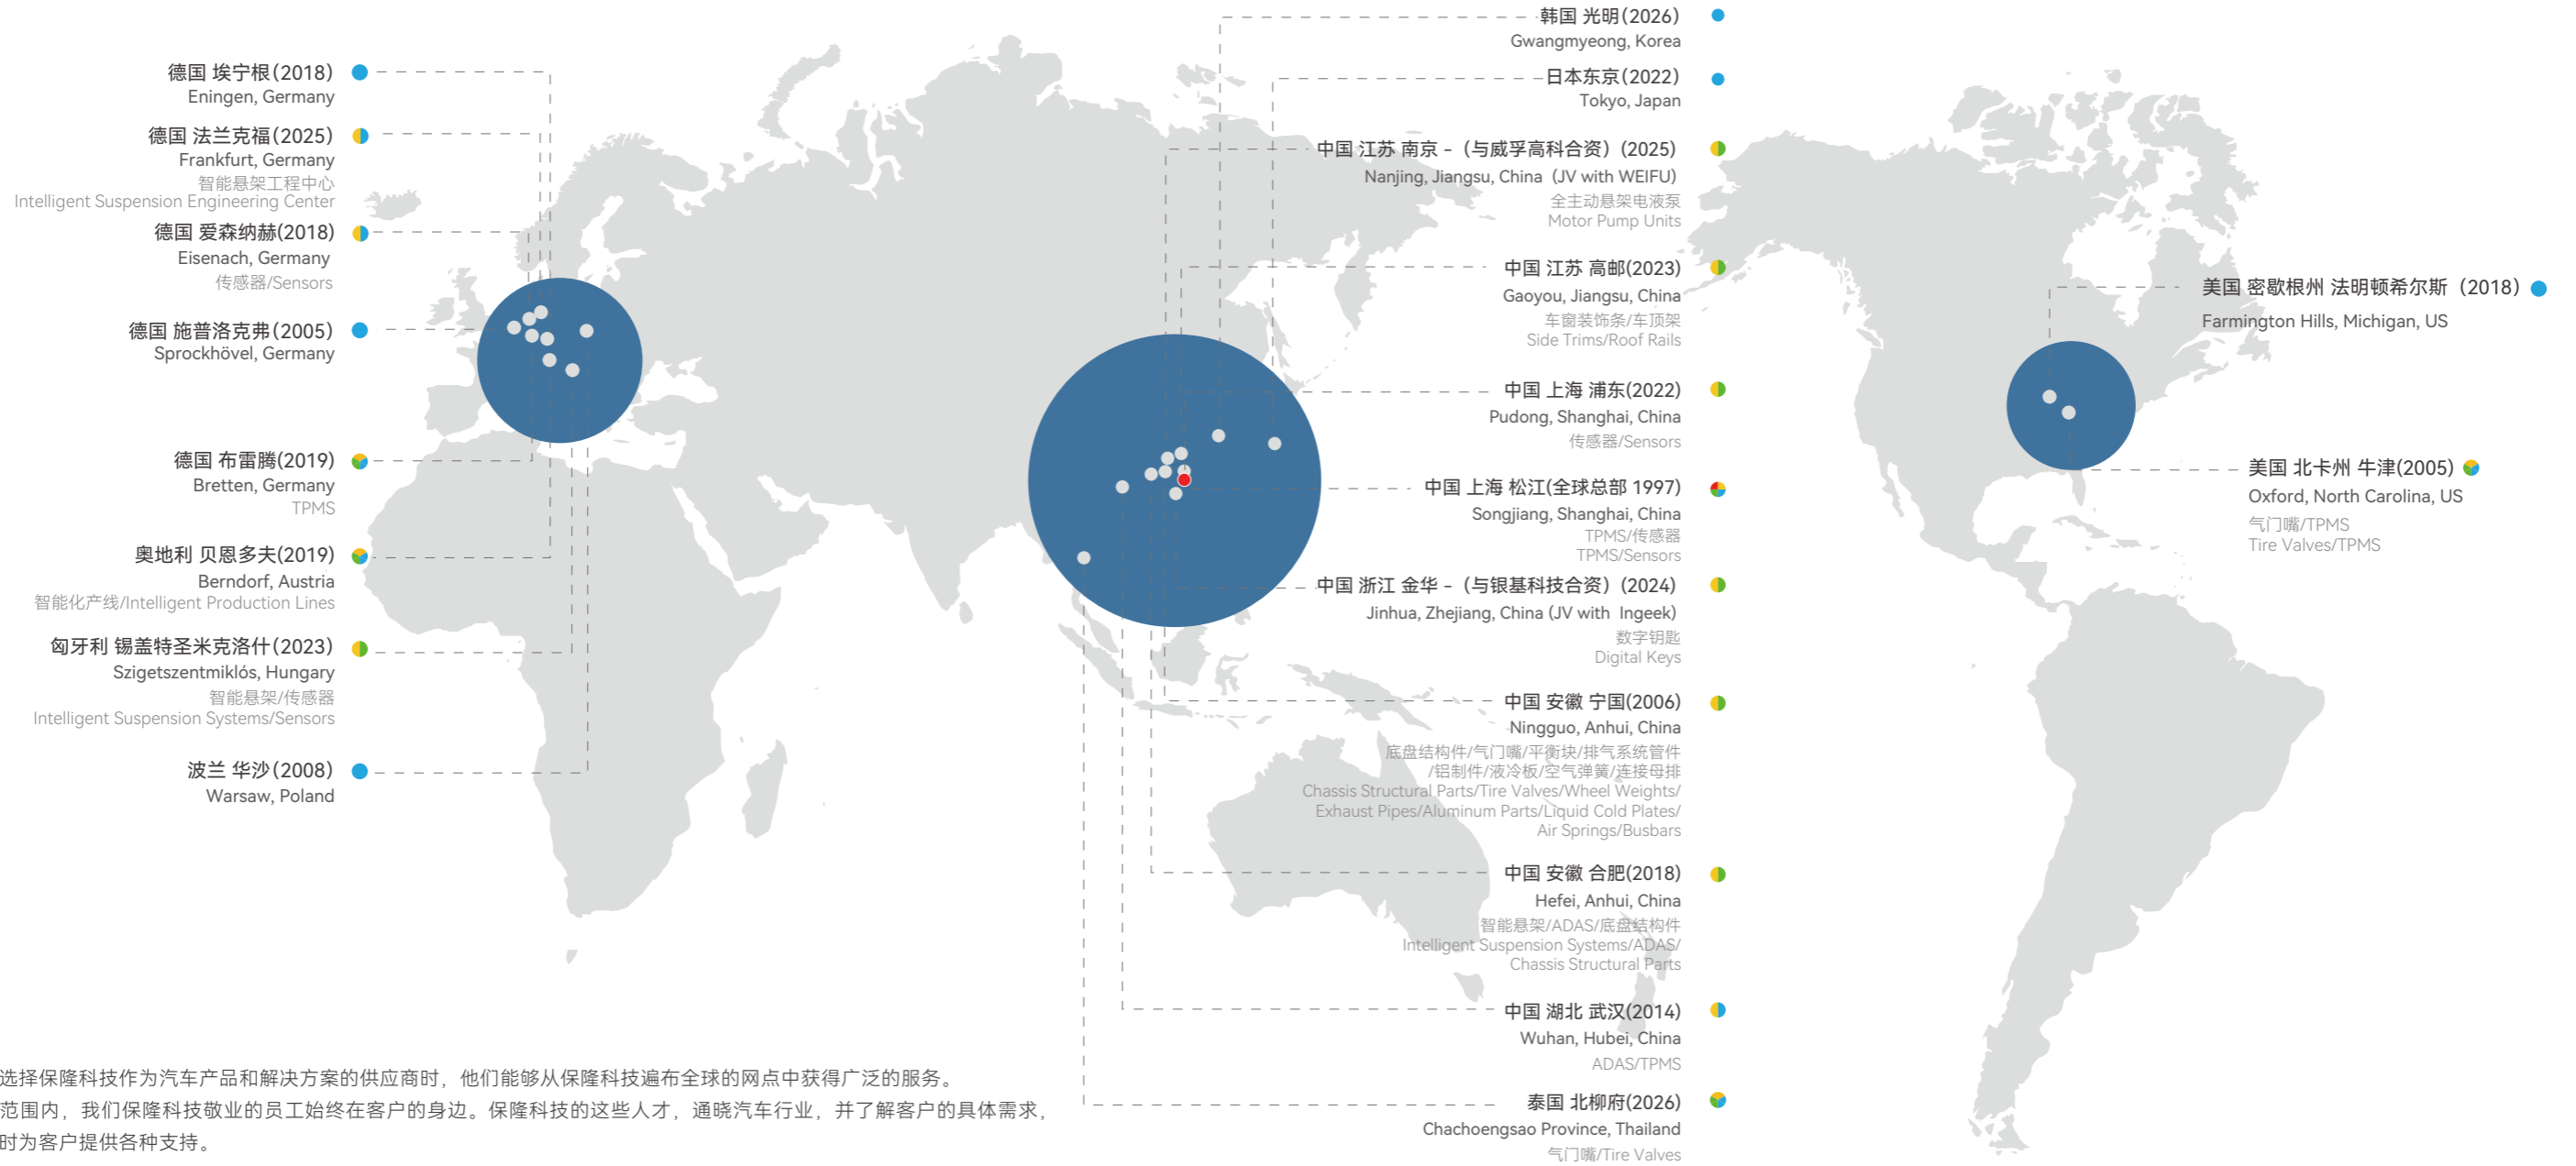 德国 埃宁根(2018)
Eningen, Germany
德国 法兰克福(2025)
Frankfurt, Germany
智能悬架工程中心
Intelligent Suspension Engineering Center
德国 爱森纳赫(2018)
Eisenach, Germany
传感器/Sensors
德国 施普洛克弗(2005)
Sprockhövel, Germany
德国 布雷腾(2019)
Bretten, Germany
TPMS
奥地利 贝恩多夫(2019)
Berndorf, Austria
智能化产线/Intelligent Production Lines
匈牙利 锡盖特圣米克洛什(2023)
Szigetszentmiklós, Hungary
智能悬架/传感器
Intelligent Suspension Systems/Sensors
波兰 华沙(2008)
Warsaw, Poland
韩国 光明(2026)
Gwangmyeong, Korea
日本东京(2022)
Tokyo, Japan
中国 江苏 南京 -（与威孚高科合资）(2025)
Nanjing, Jiangsu, China（JV with WEIFU）
全主动悬架电液泵
Motor Pump Units
中国 江苏 高邮(2023)
Gaoyou, Jiangsu, China
车窗装饰条/车顶架
Side Trims/Roof Rails
中国 上海 浦东(2022)
Pudong, Shanghai, China
传感器/Sensors
中国 上海 松江(全球总部 1997)
Songjiang, Shanghai, China
TPMS/传感器
TPMS/Sensors
中国 浙江 金华 -（与银基科技合资）(2024)
Jinhua, Zhejiang, China (JV with Ingeek)
数字钥匙
Digital Keys
中国 安徽 宁国(2006)
Ningguo, Anhui, China
底盘结构件/气门嘴/平衡块/排气系统管件
/铝制件/液冷板/空气弹簧/连接母排
Chassis Structural Parts/Tire Valves/Wheel Weights/
Exhaust Pipes/Aluminum Parts/Liquid Cold Plates/
Air Springs/Busbars
中国 安徽 合肥(2018)
Hefei, Anhui, China
智能悬架/ADAS/底盘结构件
Intelligent Suspension Systems/ADAS/
Chassis Structural Parts
中国 湖北 武汉(2014)
Wuhan, Hubei, China
ADAS/TPMS
泰国 北柳府(2026)
Chachoengsao Province, Thailand
气门嘴/Tire Valves
美国 密歇根州 法明顿希尔斯（2018）
Farmington Hills, Michigan, US
美国 北卡州 牛津(2005)
Oxford, North Carolina, US
气门嘴/TPMS
Tire Valves/TPMS
选择保隆科技作为汽车产品和解决方案的供应商时，他们能够从保隆科技遍布全球的网点中获得广泛的服务。
范围内，我们保隆科技敬业的员工始终在客户的身边。保隆科技的这些人才，通晓汽车行业，并了解客户的具体需求，
时为客户提供各种支持。